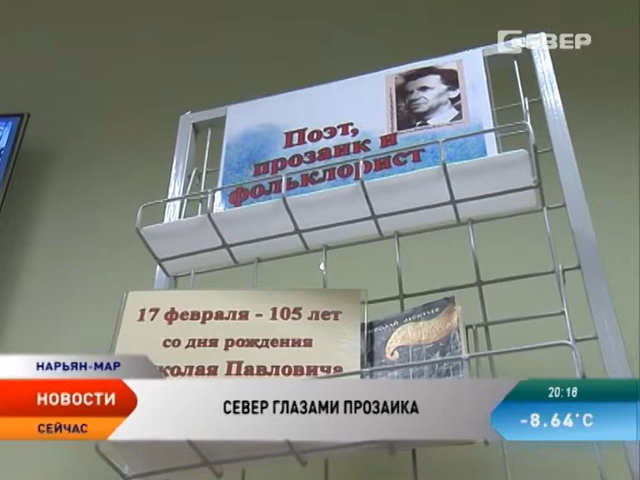 СЕВЕР
Поэт,
прозаик и
фольклорист
17 февраля - 105 лет
со дня рождения
Николая Павловича
НАРЬЯН-МАР
НОВОСТИ
СЕЙЧАС
СЕВЕР ГЛАЗАМИ ПРОЗАИКА
20:16
-8.64°C